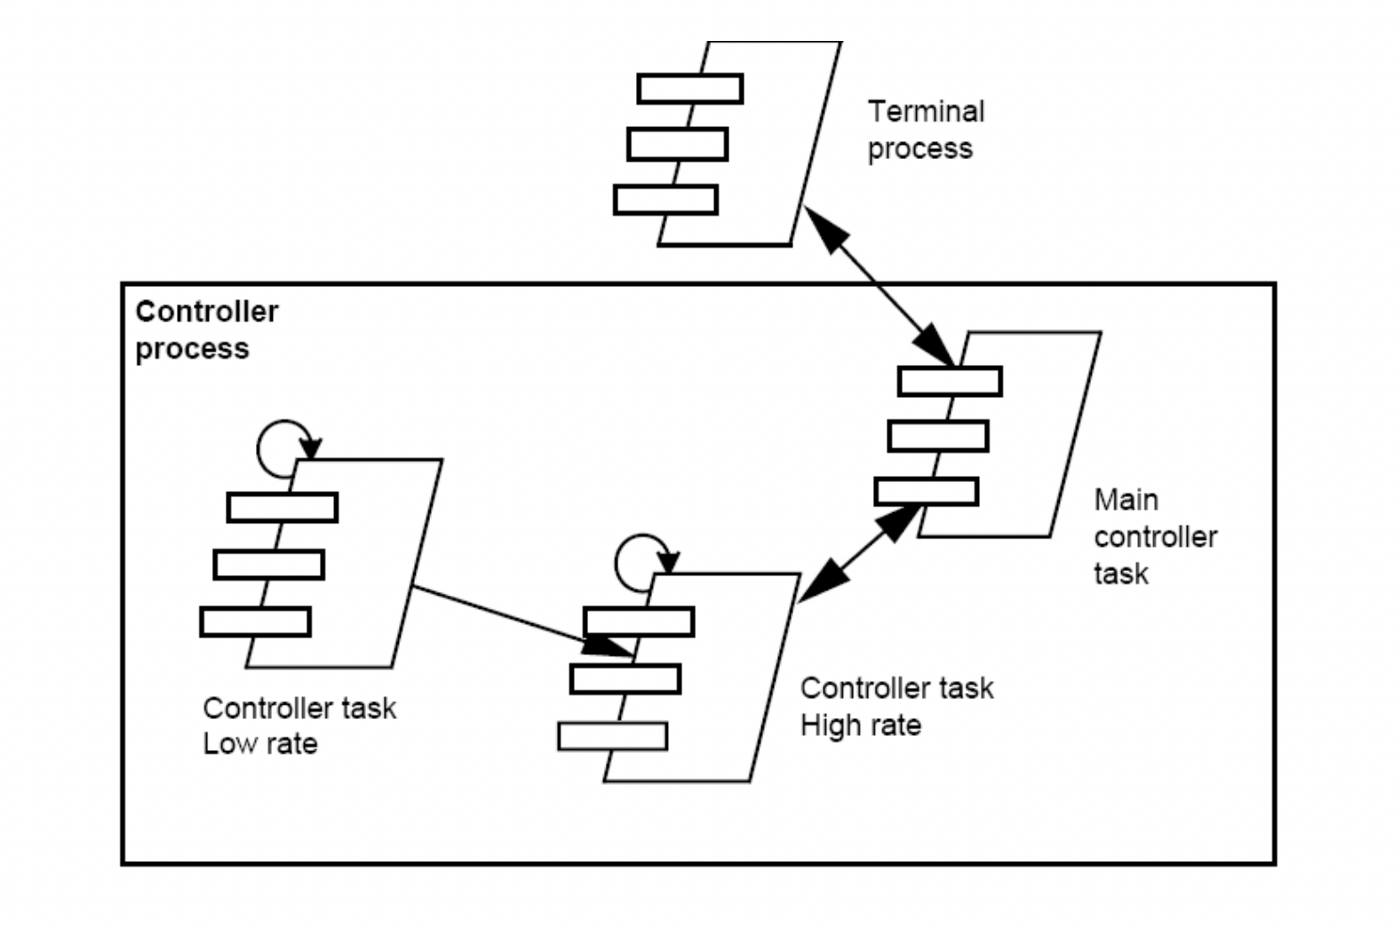 Terminal
process
Controller
process
Main
controller
task
Controller task
Low rate
Controller task
High rate